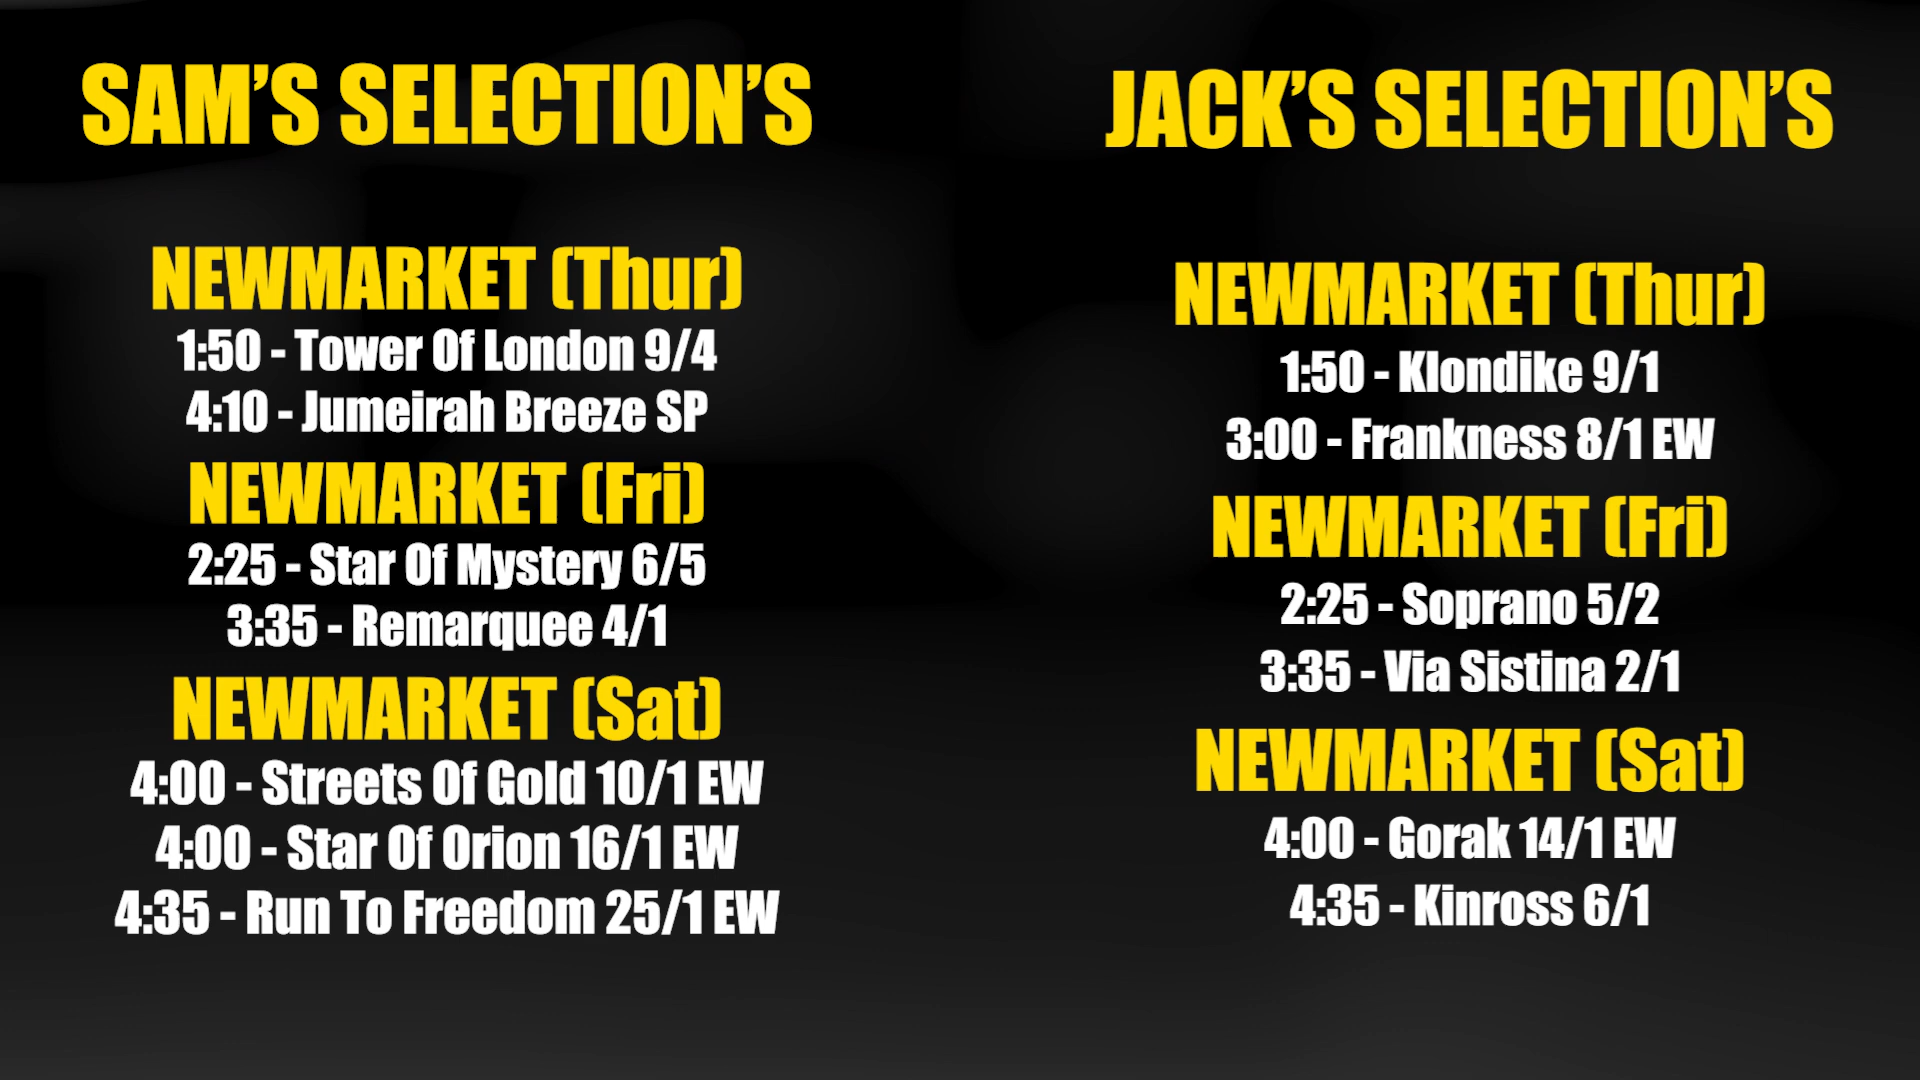 SAM’S SELECTION’S
NEWMARKET (Thur)
1:50 - Tower Of London 9/4
4:10 - Jumeirah Breeze SP
NEWMARKET (Fri)
2:25 - Star Of Mystery 6/5
3:35 - Remarquee 4/1
NEWMARKET (Sat)
4:00 - Streets Of Gold 10/1 EW
4:00 - Star Of Orion 16/1 EW
4:35 - Run To Freedom 25/1 EW
JACK’S SELECTION’S
NEWMARKET (Thur)
1:50 - Klondike 9/1
3:00 - Frankness 8/1 EW
NEWMARKET (Fri)
2:25 - Soprano 5/2
3:35 - Via Sistina 2/1
NEWMARKET (Sat)
4:00 - Gorak 14/1 EW
4:35 - Kinross 6/1